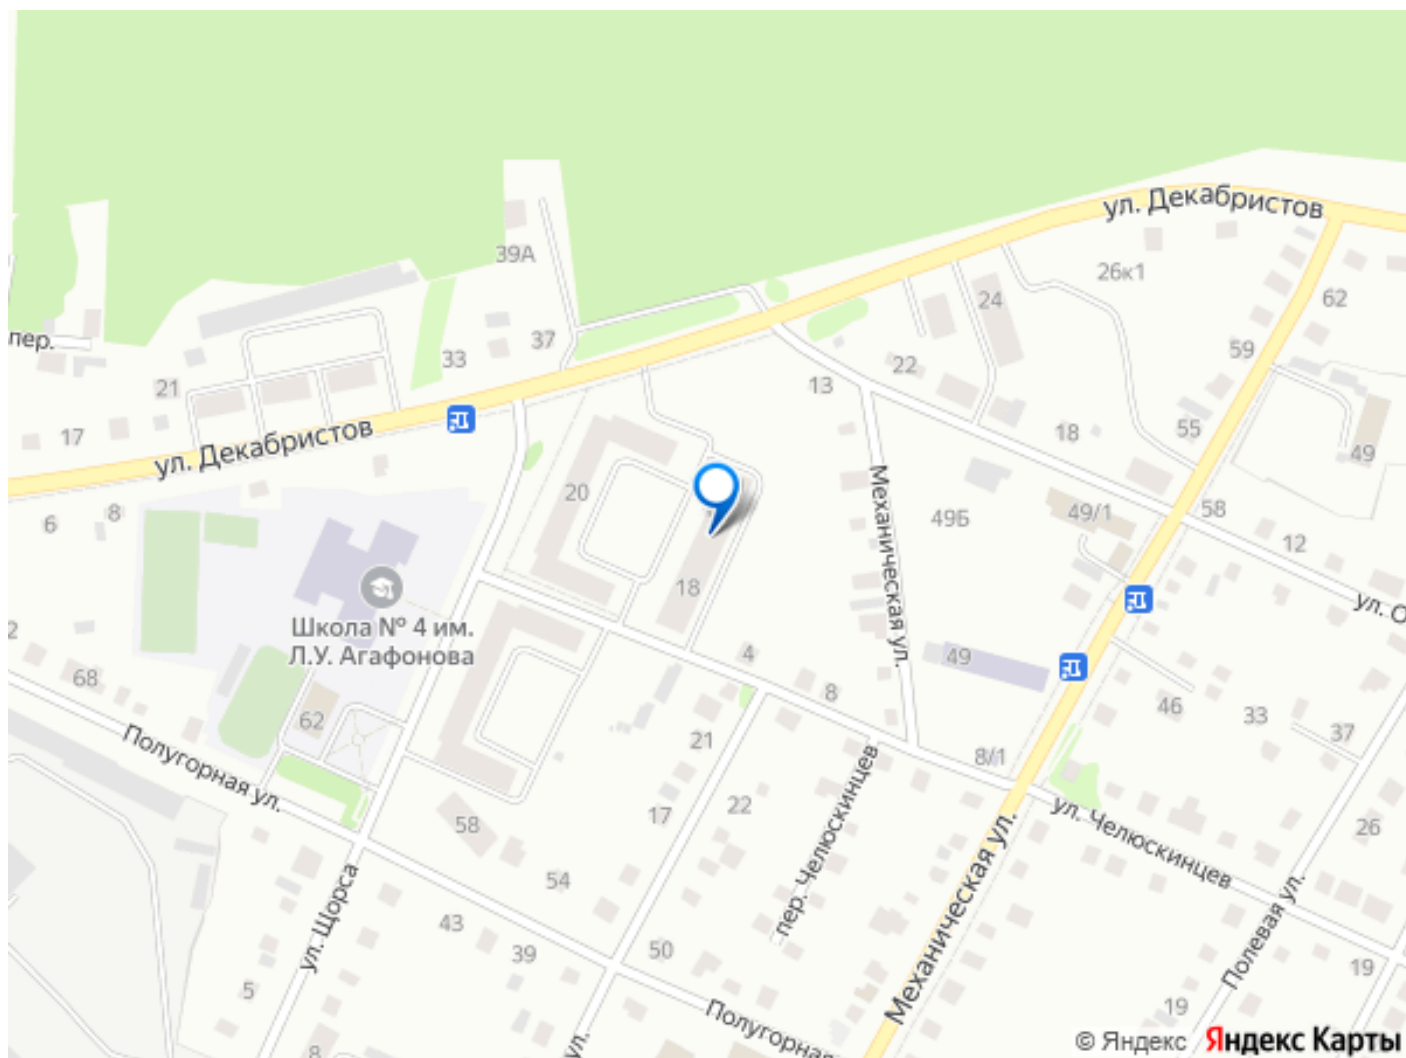 ул. Декабристов
39А
26к1
24
62
пер.
37
33
59
22
21
13
17
ул. Декабристов
18
55
49
20
6
8
Механическая ул.
49Б
49/1
58
12
18
ул. О
Школа № 4 им.
Л.У. Агафонова
2
68
4
49
8
46
33
37
62
Полугорная ул.
21
8/1
22
17
58
ул. Челюскинцев
26
пер. Челюскинцев
54
ул. Щорса
43
39
50
Механическая ул.
Полевая ул.
19
5
19
Полугорная
8
ул.
© Яндекс Яндекс Карты